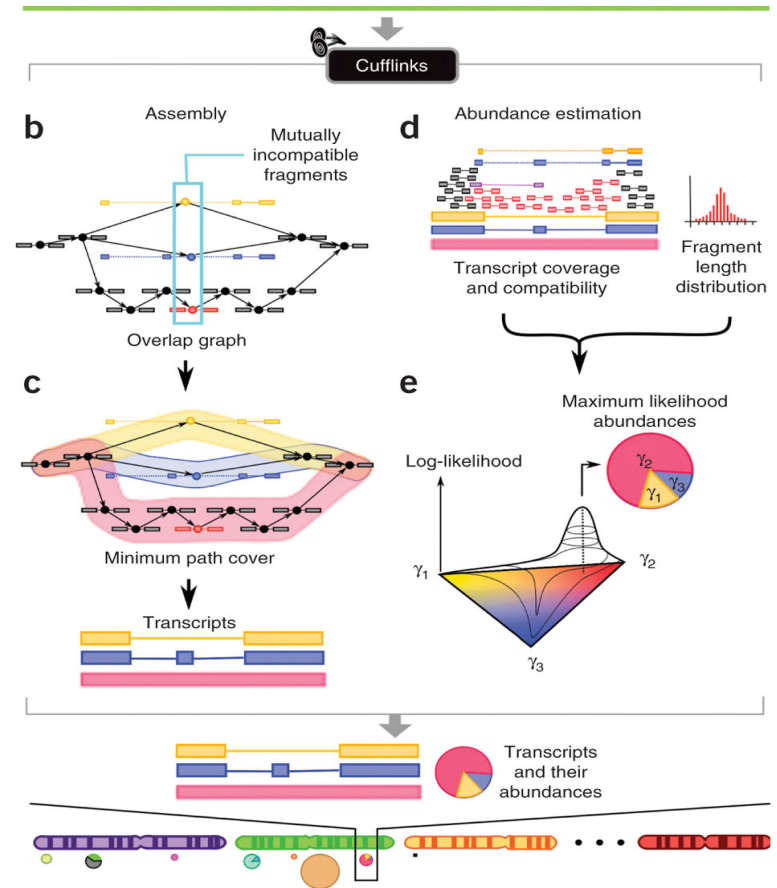 Cufflinks
b
Assembly
Mutually
incompatible
fragments
Overlap graph
c
Minimum path cover
Transcripts
d
Abundance estimation
Transcript coverage
and compatibility
Fragment
length
distribution
e
Maximum likelihood
abundances
Log-likelihood
γ2
γ3
γ1
γ1
γ2
γ3
Transcripts
and their
abundances